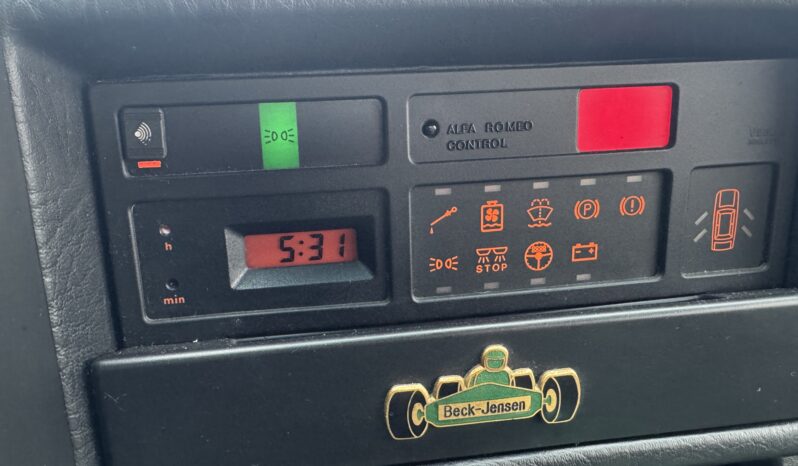 ALFA ROMEO
CONTROL
h
5:31
min
P
!
STOP
Beck-Jensen